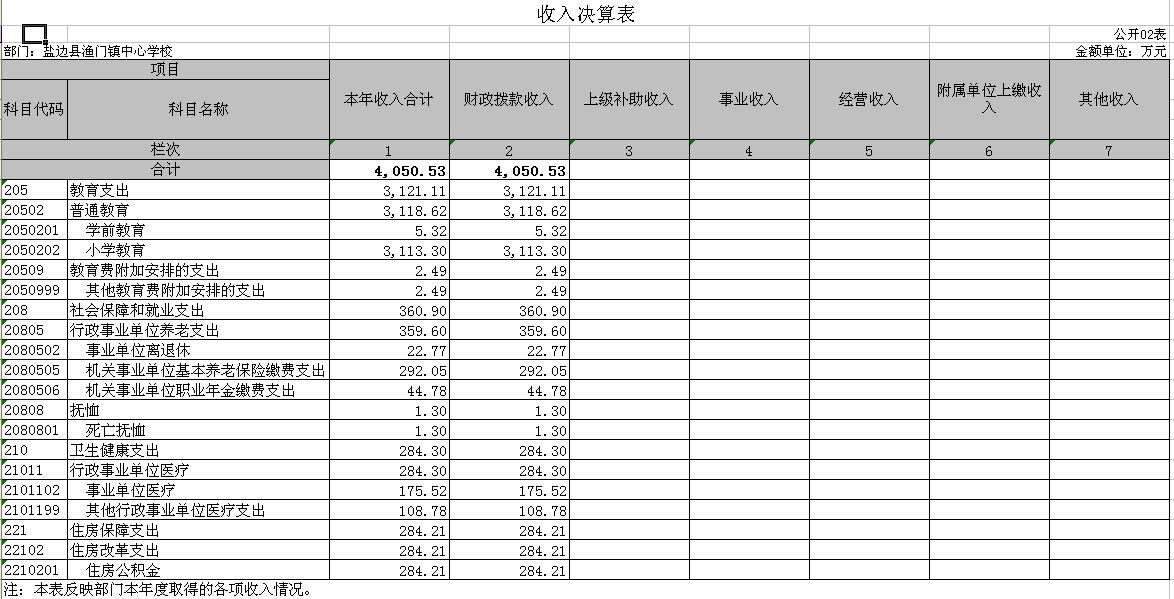 收入决算表
公开02表
部门：盐边县渔门镇中心学校 金额单位：万元
项目 本年收入合计 财政拨款收入 上级补助收入 事业收入 经营收入 附属单位上缴收入 其他收入
科目代码 科目名称
栏次 1 2 3 4 5 6 7
合计 4,050.53 4,050.53
205 教育支出 3,121.11 3,121.11
20502 普通教育 3,118.62 3,118.62
2050201 学前教育 5.32 5.32
2050202 小学教育 3,113.30 3,113.30
20509 教育费附加安排的支出 2.49 2.49
2050999 其他教育费附加安排的支出 2.49 2.49
208 社会保障和就业支出 360.90 360.90
20805 行政事业单位养老支出 359.60 359.60
2080502 事业单位离退休 22.77 22.77
2080505 机关事业单位基本养老保险缴费支出 292.05 292.05
2080506 机关事业单位职业年金缴费支出 44.78 44.78
20808 抚恤 1.30 1.30
2080801 死亡抚恤 1.30 1.30
210 卫生健康支出 284.30 284.30
21011 行政事业单位医疗 284.30 284.30
2101102 事业单位医疗 175.52 175.52
2101199 其他行政事业单位医疗支出 108.78 108.78
221 住房保障支出 284.21 284.21
22102 住房改革支出 284.21 284.21
2210201 住房公积金 284.21 284.21
注：本表反映部门本年度取得的各项收入情况。